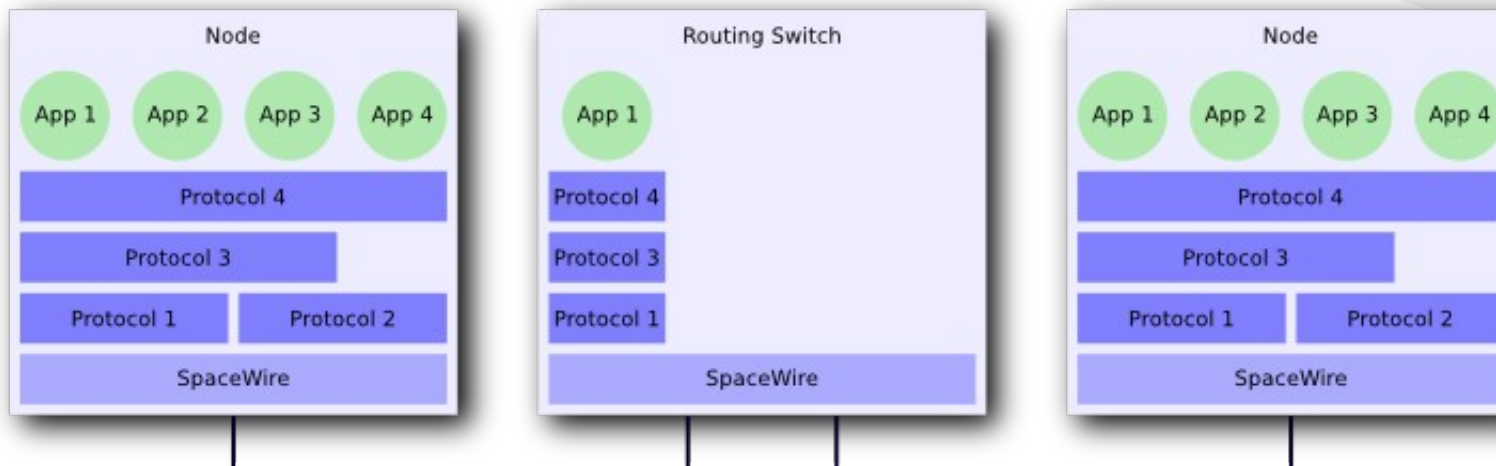 Node
App 1 App 2 App 3 App 4
Protocol 4
Protocol 3
Protocol 1 Protocol 2
SpaceWire
Routing Switch
App 1
Protocol 4
Protocol 3
Protocol 1
SpaceWire
Node
App 1 App 2 App 3 App 4
Protocol 4
Protocol 3
Protocol 1 Protocol 2
SpaceWire